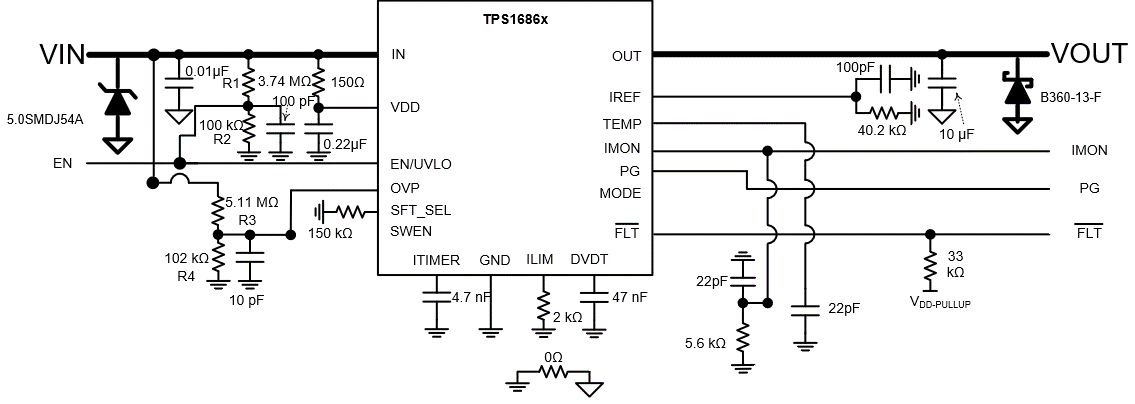 TPS1686x
VIN
IN
OUT
VOUT
0.01µF
R1
3.74 MΩ
150Ω
100pF
VDD
IREF
B360-13-F
100 pF
5.0SMDJ54A
100 kΩ
R2
0.22µF
TEMP
40.2 kΩ
10 µF
EN
EN/UVLO
IMON
IMON
OVP
PG
PG
MODE
5.11 MΩ
R3
SFT_SEL
150 kΩ
SWEN
FLT
FLT
102 kΩ
R4
ITIMER
GND
ILIM
DVDT
33
kΩ
10 pF
4.7 nF
2 kΩ
47 nF
22pF
22pF
VDD-PULLUP
5.6 kΩ
0Ω